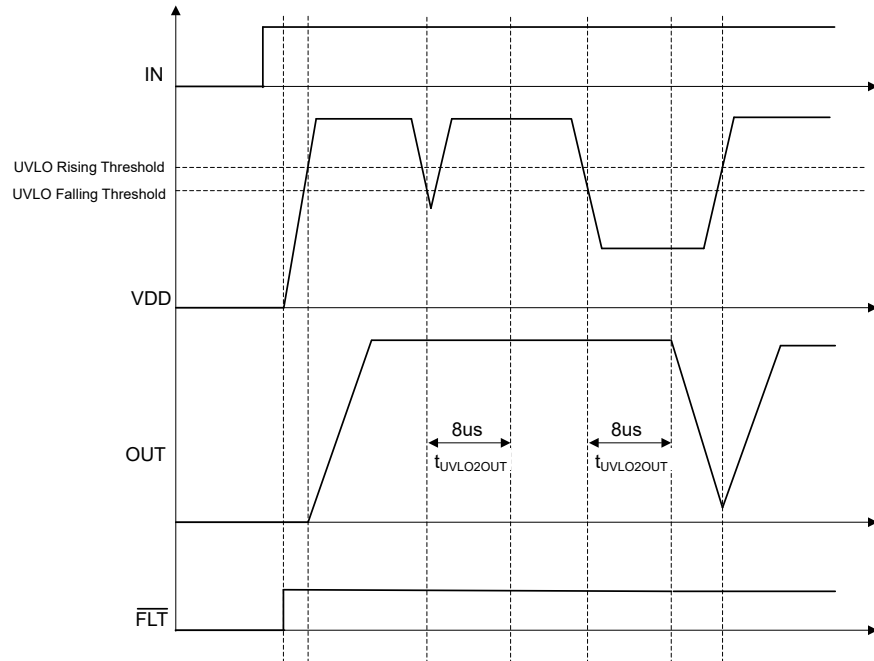 IN
UVLO Rising Threshold
UVLO Falling Threshold
VDD
8us
8us
OUT
tUVLO2OUT
tUVLO2OUT
FLT